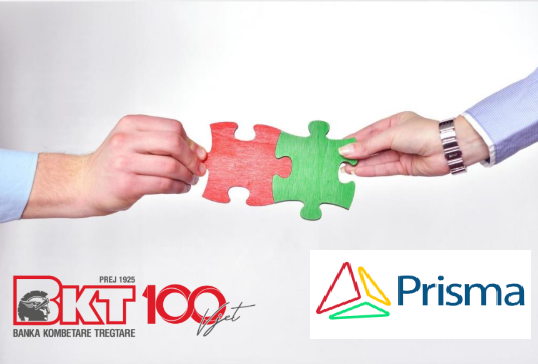 PREJ 1925
BKT 100
Vjet
BANKA KOMBETARE TREGTARE
Prisma